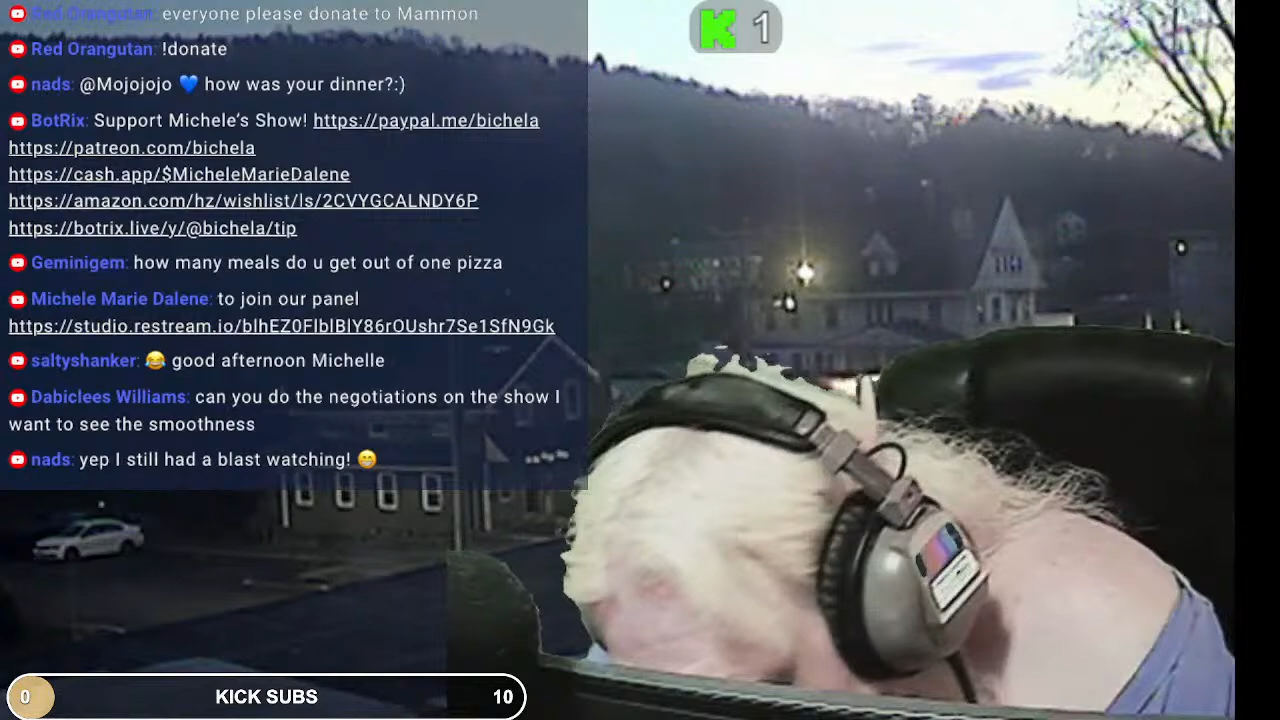 Red Orangutan: everyone please donate to Mammon
Red Orangutan: !donate
nads: @Mojojojo 💙 how was your dinner?:)
BotRix: Support Michele's Show! https://paypal.me/bichela
https://patreon.com/bichela
https://cash.app/$MicheleMarieDalene
https://amazon.com/hz/wishlist/ls/2CVYGCALNDY6P
https://botrix.live/y/@bichela/tip
Geminigem: how many meals do u get out of one pizza
Michele Marie Dalene: to join our panel
https://studio.restream.io/blhEZ0FlblBlY86rOUshr7Se1SfN9Gk
saltyshanker: 😂 good afternoon Michelle
Dabiclees Williams: can you do the negotiations on the show I
want to see the smoothness
nads: yep I still had a blast watching! 😁
K 1
0 KICK SUBS 10